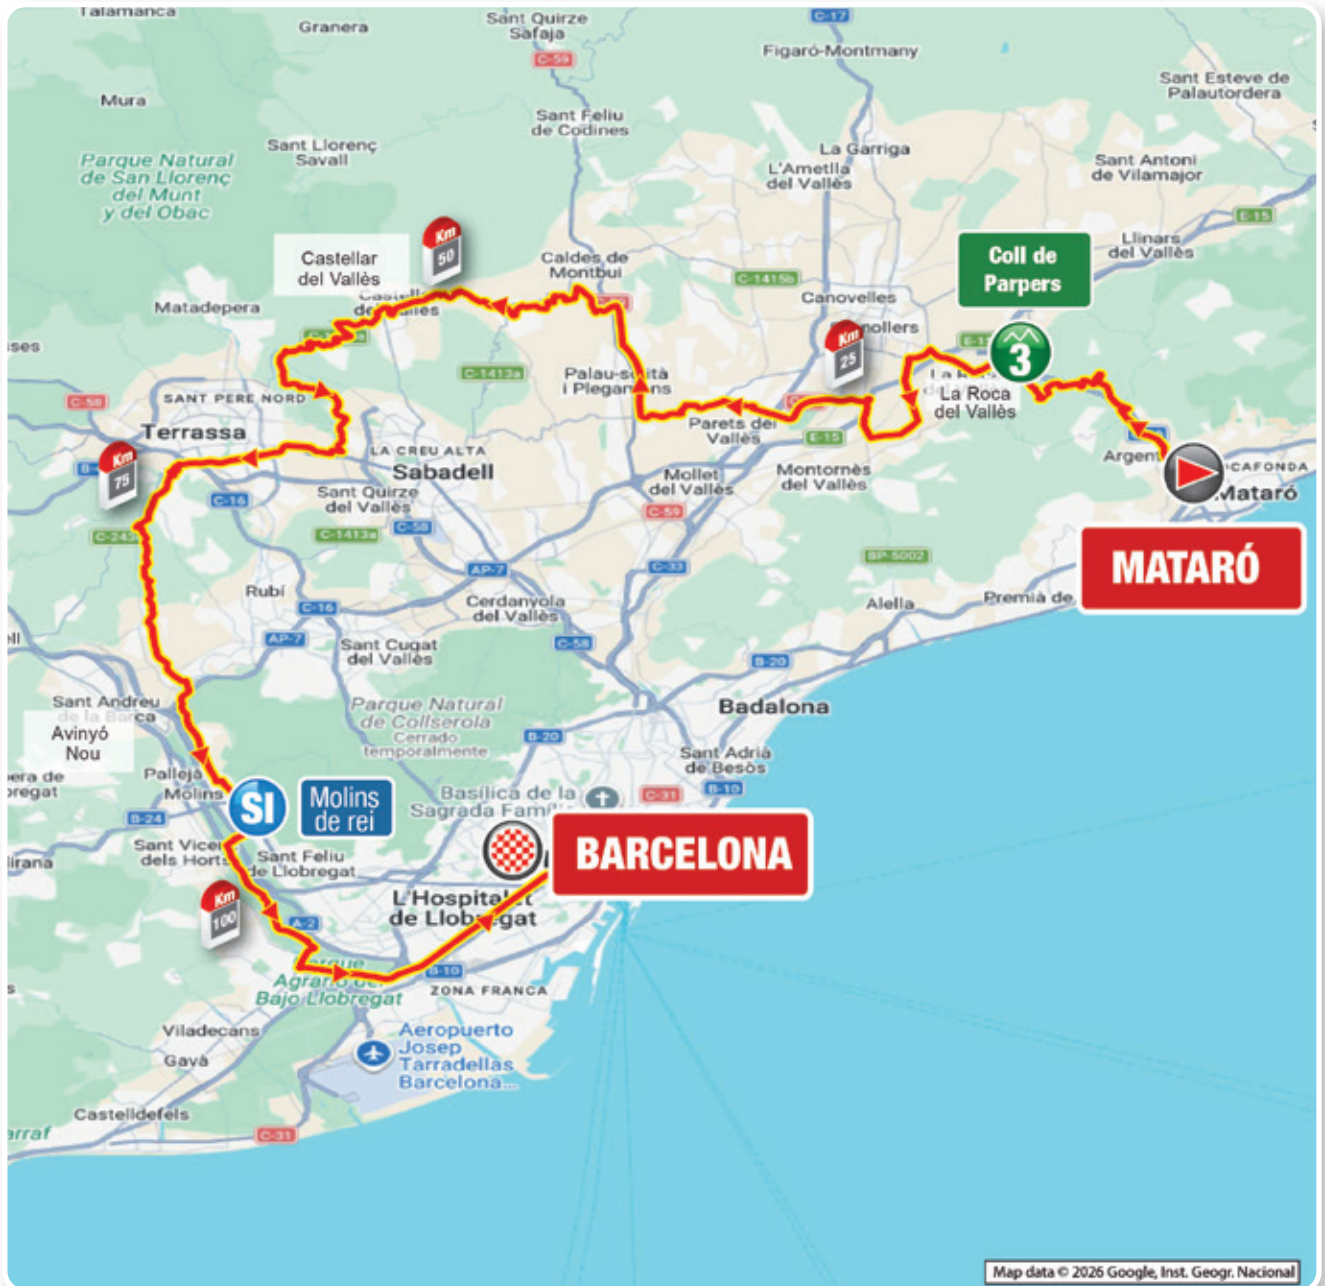 Talamanca
Granera
Sant Quirze
Safaja
C-17
C-59
Figaró-Montmany
Mura
Sant Esteve de
Palautordera
Sant Feliu
de Codines
Sant Llorenç
Savall
La Garriga
Parque Natural
de San Llorenç
del Munt
y del Obac
L'Ametlla
del Vallès
Sant Antoni
de Vilamajor
E-15
Km
50
Castellar
del Vallès
Caldes de
Montbui
Coll de
Parpers
Llinars
del Vallès
C-1415b
Matadepera
Canovelles
3
Km
25
C-1413a
Palau-
i Plegamans
La Roca
del Vallès
C-58
SANT PERE NORD
Parets del
Vallès
E-15
Terrassa
LA CREU ALTA
Sabadell
Km
75
Mollet
del Vallès
Montornès
del Vallès
Argent
CAFONDA
Mataró
C-16
Sant Quirze
del Vallès
C-58
C-59
C-1413a
MATARÓ
BP-5002
AP-7
C-33
Rubí
C-16
Cerdanyola
del Vallès
Alella
Premià de
AP-7
Sant Cugat
del Vallès
C-58
B-20
Sant Andreu
de la Barca
Avinyó
Nou
Parque Natural
de Collserola
Cerrado
temporalmente
Badalona
B-20
Sant Adrià
de Besòs
Pallejà
Molins
SI
Molins
de rei
Basílica de la
Sagrada Famíl
C-31
B-10
B-24
Sant Vicen
dels Horts
Sant Feliu
de Llobregat
BARCELONA
Km
100
L'Hospitalet
de Llobregat
A-2
Parque
Agrario del
Bajo Llobregat
B-10
ZONA FRANCA
Viladecans
Gavà
Aeropuerto
Josep
Tarradellas
Barcelona...
Castelldefels
arraf
C-31
Map data © 2026 Google, Inst. Geogr. Nacional